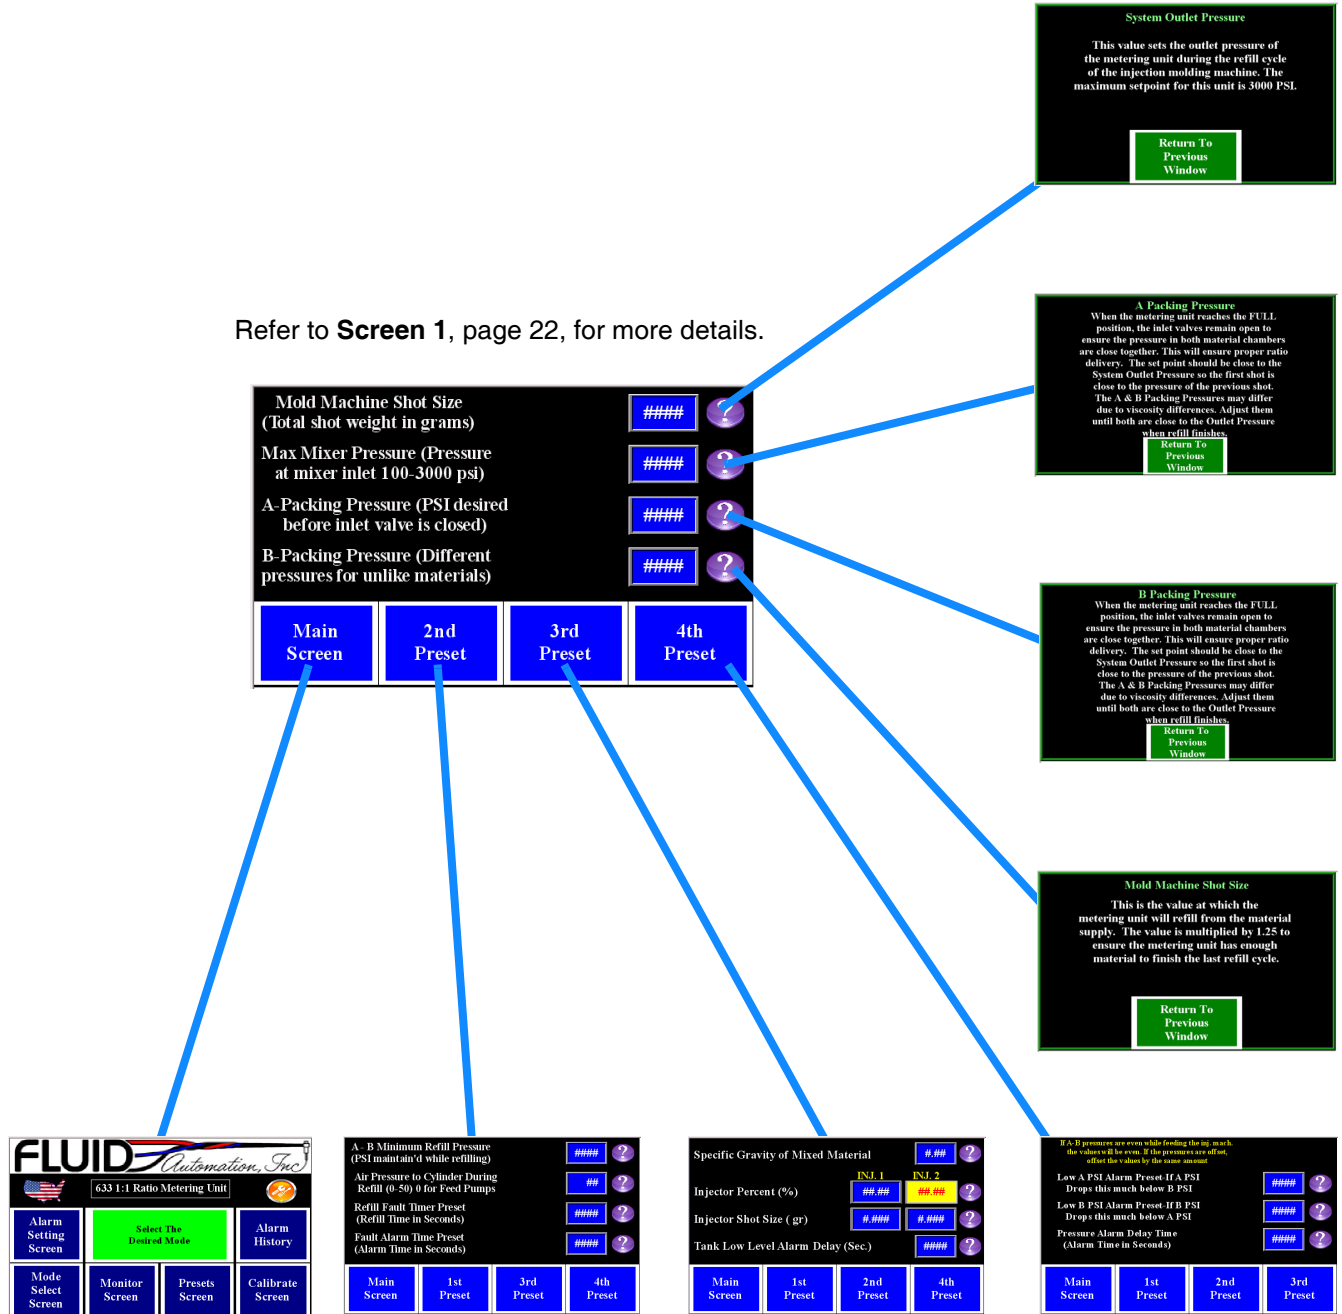 System Outlet Pressure
This value sets the outlet pressure of
the metering unit during the refill cycle
of the injection molding machine. The
maximum setpoint for this unit is 3000 PSI.
Return To
Previous
Window
A Packing Pressure
When the metering unit reaches the FULL
position, the inlet valves remain open to
ensure the pressure in both material chambers
are close together. This will ensure proper ratio
delivery. The set point should be close to the
System Outlet Pressure so the first shot is
close to the pressure of the previous shot.
The A & B Packing Pressures may differ
due to viscosity differences. Adjust them
until both are close to the Outlet Pressure
when refill finishes.
Return To
Previous
Window
Refer to Screen 1, page 22, for more details.
Mold Machine Shot Size
(Total shot weight in grams)
####
?
Max Mixer Pressure (Pressure
at mixer inlet 100-3000 psi)
####
?
A-Packing Pressure (PSI desired
before inlet valve is closed)
####
?
B-Packing Pressure (Different
pressures for unlike materials)
####
?
Main
Screen
2nd
Preset
3rd
Preset
4th
Preset
B Packing Pressure
When the metering unit reaches the FULL
position, the inlet valves remain open to
ensure the pressure in both material chambers
are close together. This will ensure proper ratio
delivery. The set point should be close to the
System Outlet Pressure so the first shot is
close to the pressure of the previous shot.
The A & B Packing Pressures may differ
due to viscosity differences. Adjust them
until both are close to the Outlet Pressure
when refill finishes.
Return To
Previous
Window
Mold Machine Shot Size
This is the value at which the
metering unit will refill from the material
supply. The value is multiplied by 1.25 to
ensure the metering unit has enough
material to finish the last refill cycle.
Return To
Previous
Window
FLUID Automation, Inc
633 1:1 Ratio Metering Unit
Alarm
Setting
Screen
Select The
Desired Mode
Alarm
History
Mode
Select
Screen
Monitor
Screen
Presets
Screen
Calibrate
Screen
A - B Minimum Refill Pressure
(PSI maintain'd while refilling)
####
?
Air Pressure to Cylinder During
Refill (0-50) 0 for Feed Pumps
##
?
Refill Fault Timer Preset
(Refill Time in Seconds)
####
?
Fault Alarm Time Preset
(Alarm Time in Seconds)
####
?
Main
Screen
1st
Preset
3rd
Preset
4th
Preset
Specific Gravity of Mixed Material
#.##
?
INJ. 1
INJ. 2
Injector Percent (%)
##.##
##.##
?
Injector Shot Size ( gr)
#.###
#.###
?
Tank Low Level Alarm Delay (Sec.)
####
?
Main
Screen
1st
Preset
2nd
Preset
4th
Preset
If A-B pressures are even while feeding the inj. mach.
the values will be even. If the pressures are offset,
offset the values by the same amount
Low A PSI Alarm Preset-If A PSI
Drops this much below B PSI
####
?
Low B PSI Alarm Preset-If B PSI
Drops this much below A PSI
####
?
Pressure Alarm Delay Time
(Alarm Time in Seconds)
####
?
Main
Screen
1st
Preset
2nd
Preset
3rd
Preset